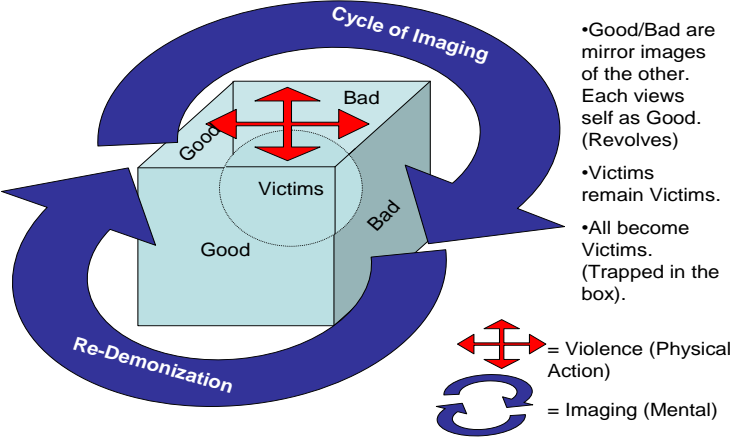 Cycle of Imaging
Bad
Good
Victims
Bad
Good
Re-Demonization
•Good/Bad are
mirror images
of the other.
Each views
self as Good.
(Revolves)
•Victims
remain Victims.
•All become
Victims.
(Trapped in the
box).
= Violence (Physical
Action)
= Imaging (Mental)